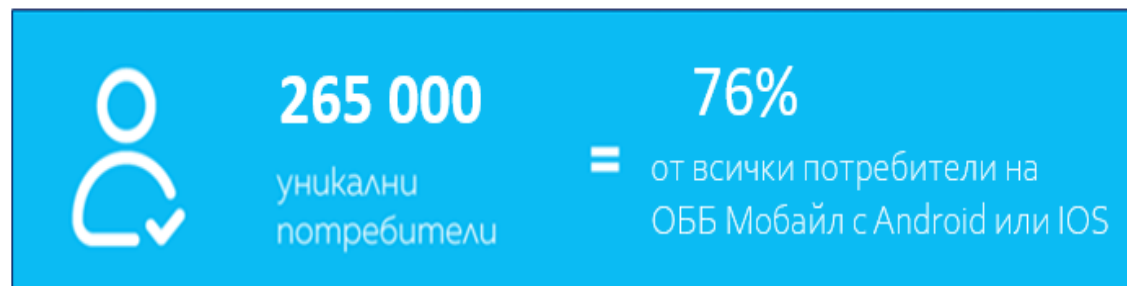 265 000
уникални
потребители
=
76%
от всички потребители на
ОББ Мобайл с Android или IOS